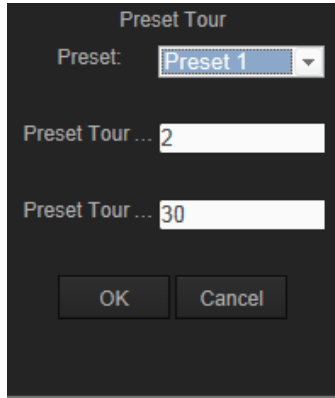 Preset Tour
Preset: Preset 1
Preset Tour ... 2
Preset Tour ... 30
OK Cancel